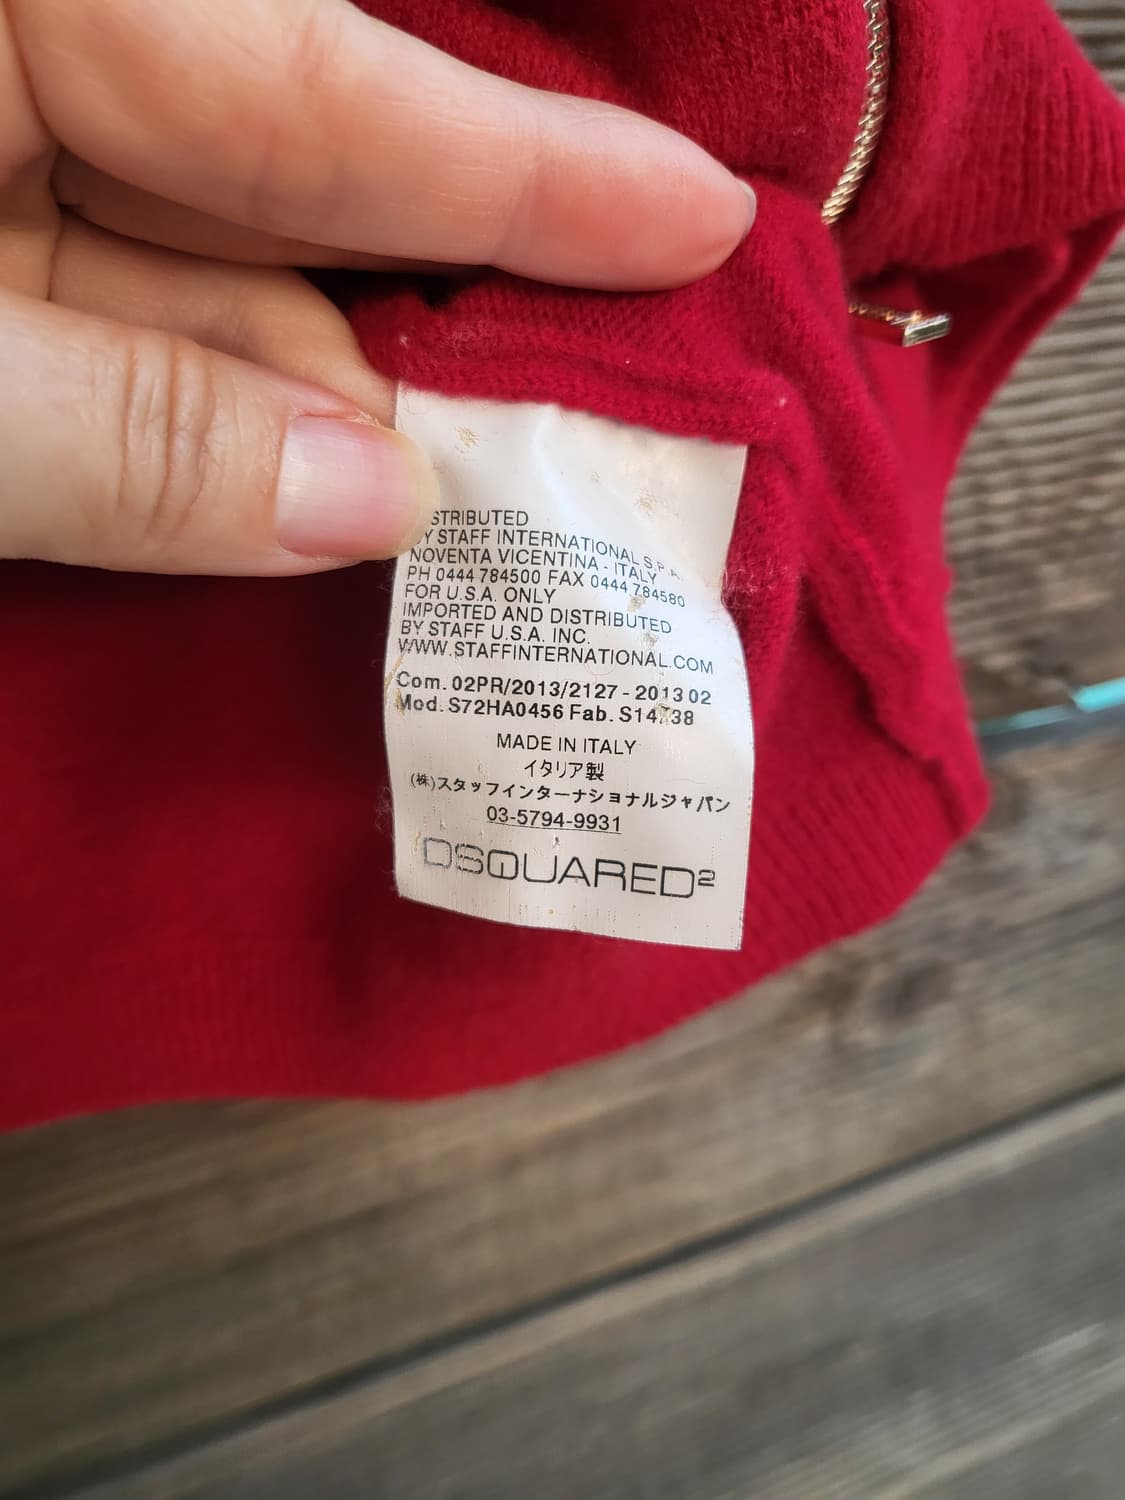 STRIBUTED
Y STAFF INTERNATIONAL S.P.A.
NOVENTA VICENTINA - ITALY
PH 0444 784500 FAX 0444 784580
FOR U.S.A. ONLY
IMPORTED AND DISTRIBUTED
BY STAFF U.S.A. INC.
WWW.STAFFINTERNATIONAL.COM
Com. 02PR/2013/2127 - 2013 02
Mod. S72HA0456 Fab.
MADE IN ITALY
イタリア製
(株)スタッフインターナショナルジャパン
03-5794-9931
DSQUARED2